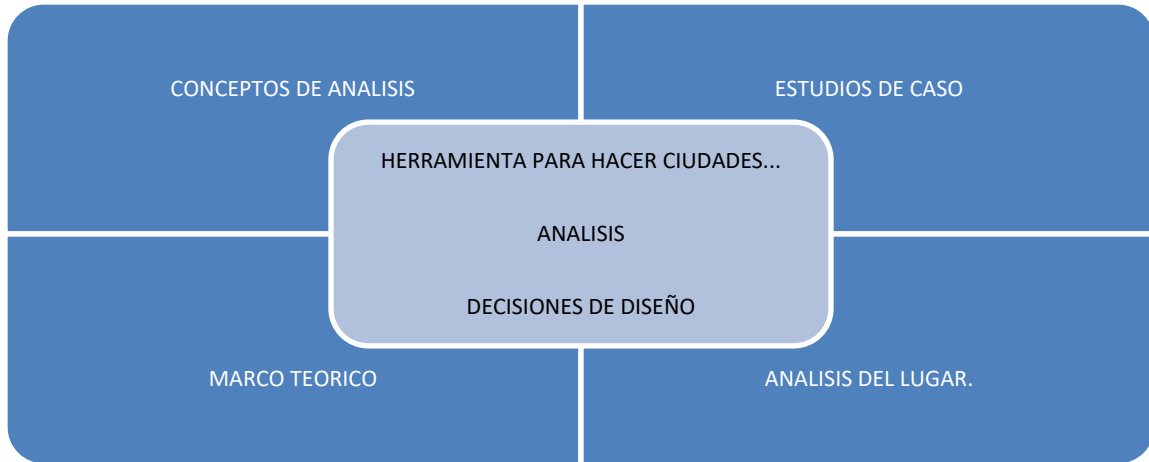 CONCEPTOS DE ANALISIS
ESTUDIOS DE CASO
HERRAMIENTA PARA HACER CIUDADES...
ANALISIS
DECISIONES DE DISEÑO
MARCO TEORICO
ANALISIS DEL LUGAR.